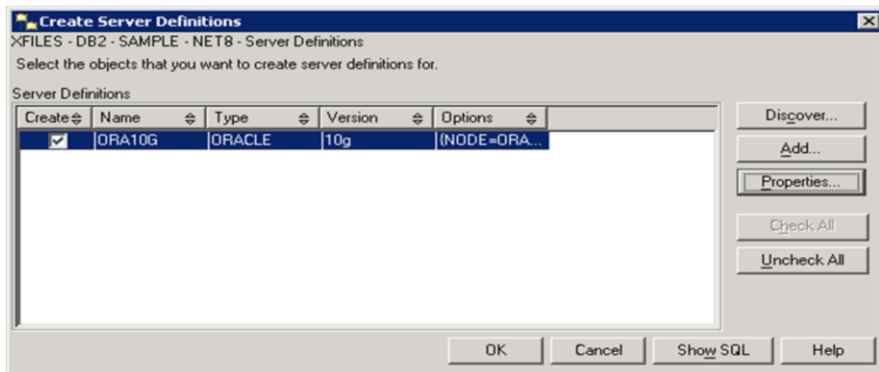 Create Server Definitions
XFILES - DB2 - SAMPLE - NET8 - Server Definitions
Select the objects that you want to create server definitions for.
Server Definitions
Create Name Type Version Options
ORA10G ORACLE 10g {NODE=ORA...
Discover...
Add...
Properties...
Check All
Uncheck All
OK Cancel Show SQL Help